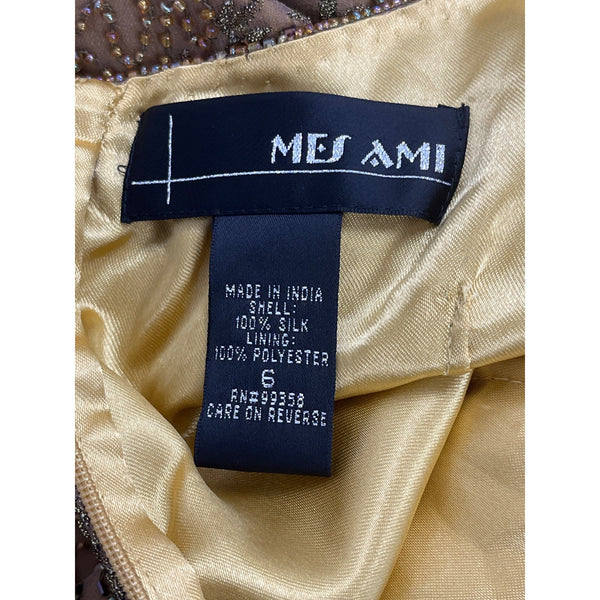 MES AMI
MADE IN INDIA
SHELL:
100% SILK
LINING:
100% POLYESTER
6
RN#99358
CARE ON REVERSE